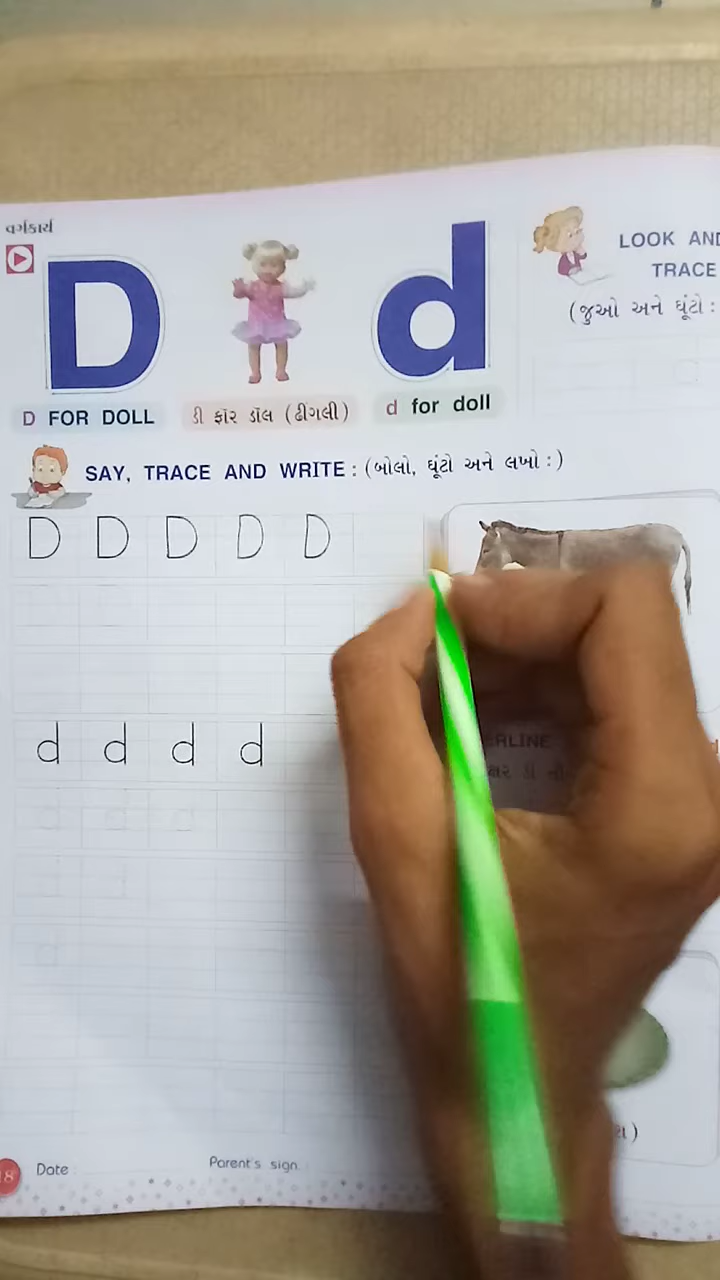 વર્ગકાર્ય
D d
D FOR DOLL ડી ફૉર ડૉલ (ઢીંગલી) d for doll
LOOK AND
TRACE
(જુઓ અને ઘૂંટો :
SAY, TRACE AND WRITE : (બોલો, ઘૂંટો અને લખો : )
D D D D D
d d d d
18 Date Parent's sign.